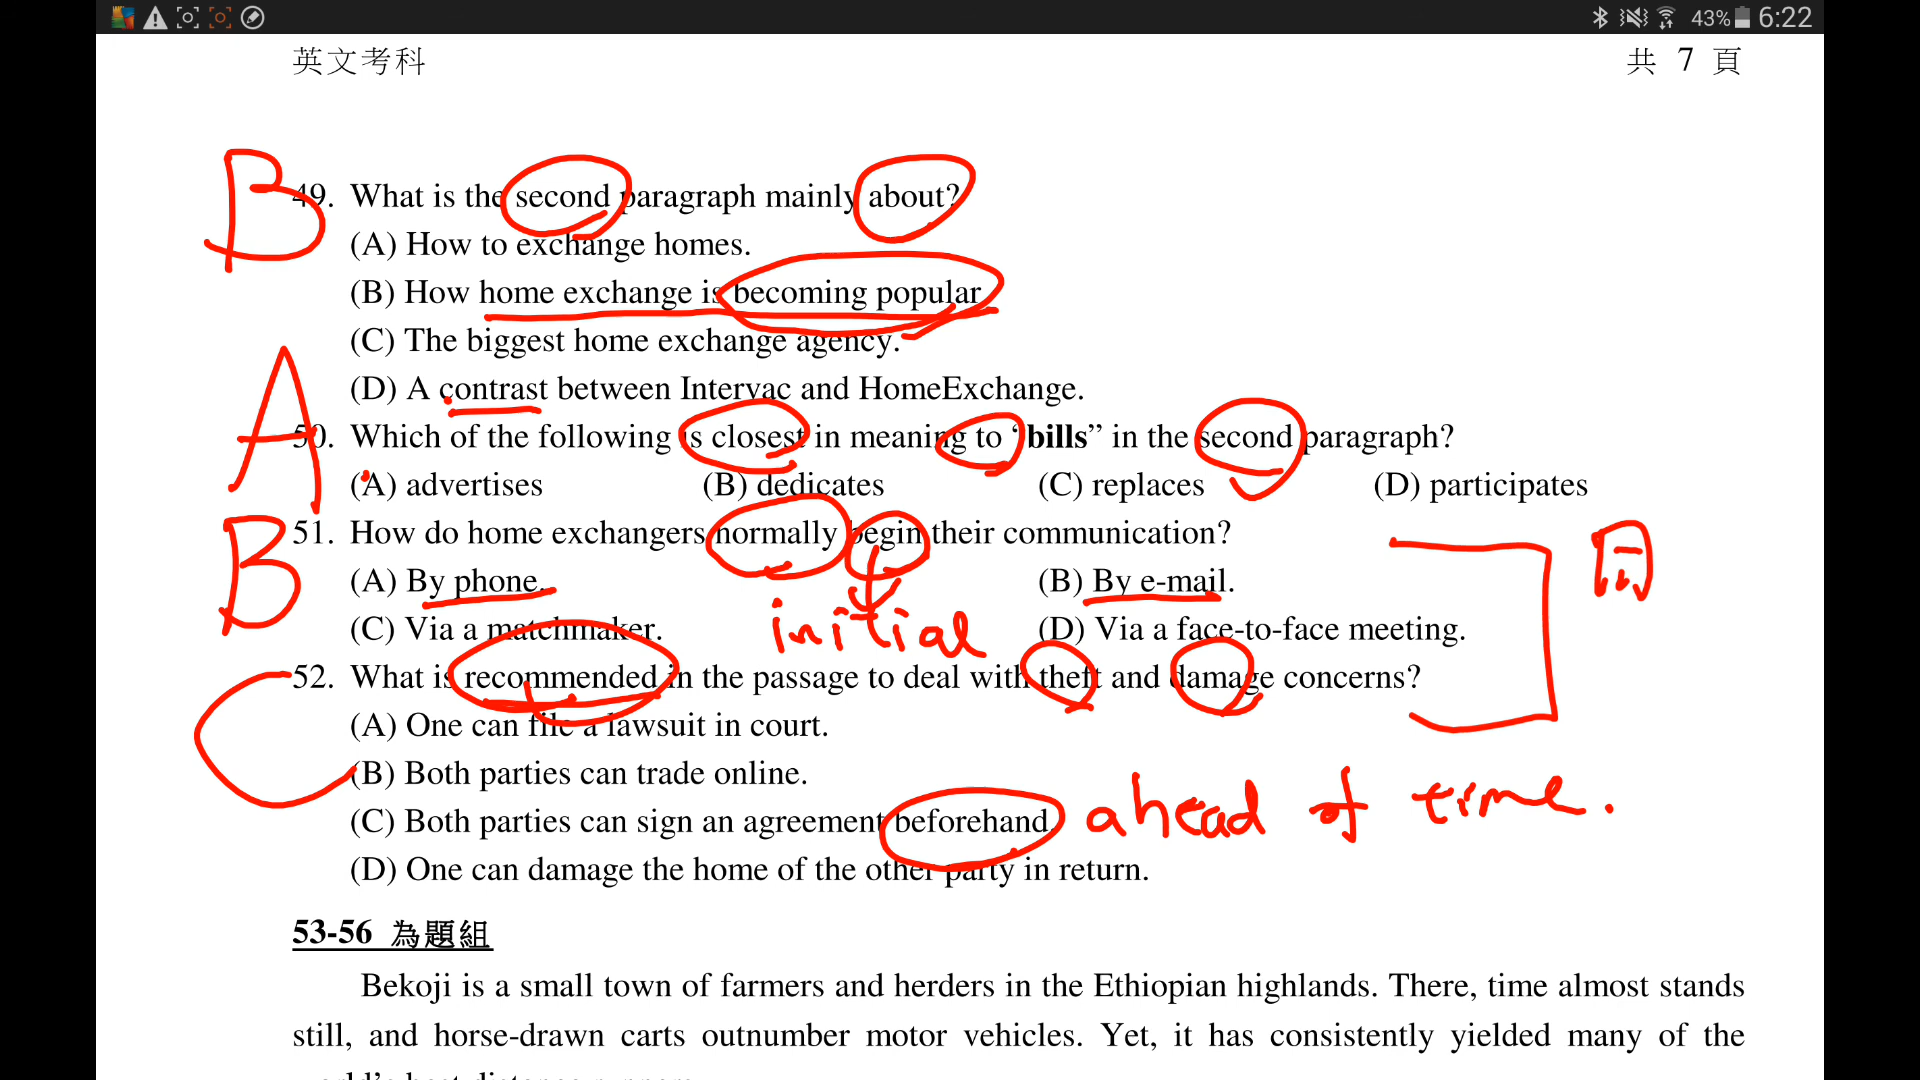 43% 6:22
英文考科 共 7 頁
B
49. What is the second paragraph mainly about?
(A) How to exchange homes.
(B) How home exchange is becoming popular
(C) The biggest home exchange agency.
(D) A contrast between Intervac and HomeExchange.
A
50. Which of the following is closest in meaning to “bills” in the second paragraph?
(A) advertises (B) dedicates (C) replaces (D) participates
B
51. How do home exchangers normally begin their communication?
(A) By phone. (B) By e-mail.
initial
(C) Via a matchmaker. (D) Via a face-to-face meeting.
C
52. What is recommended in the passage to deal with theft and damage concerns?
(A) One can file a lawsuit in court.
(B) Both parties can trade online.
(C) Both parties can sign an agreement beforehand. ahead of time.
(D) One can damage the home of the other party in return.
53-56 為題組
Bekoji is a small town of farmers and herders in the Ethiopian highlands. There, time almost stands
still, and horse-drawn carts outnumber motor vehicles. Yet, it has consistently yielded many of the
world’s best distance runners.